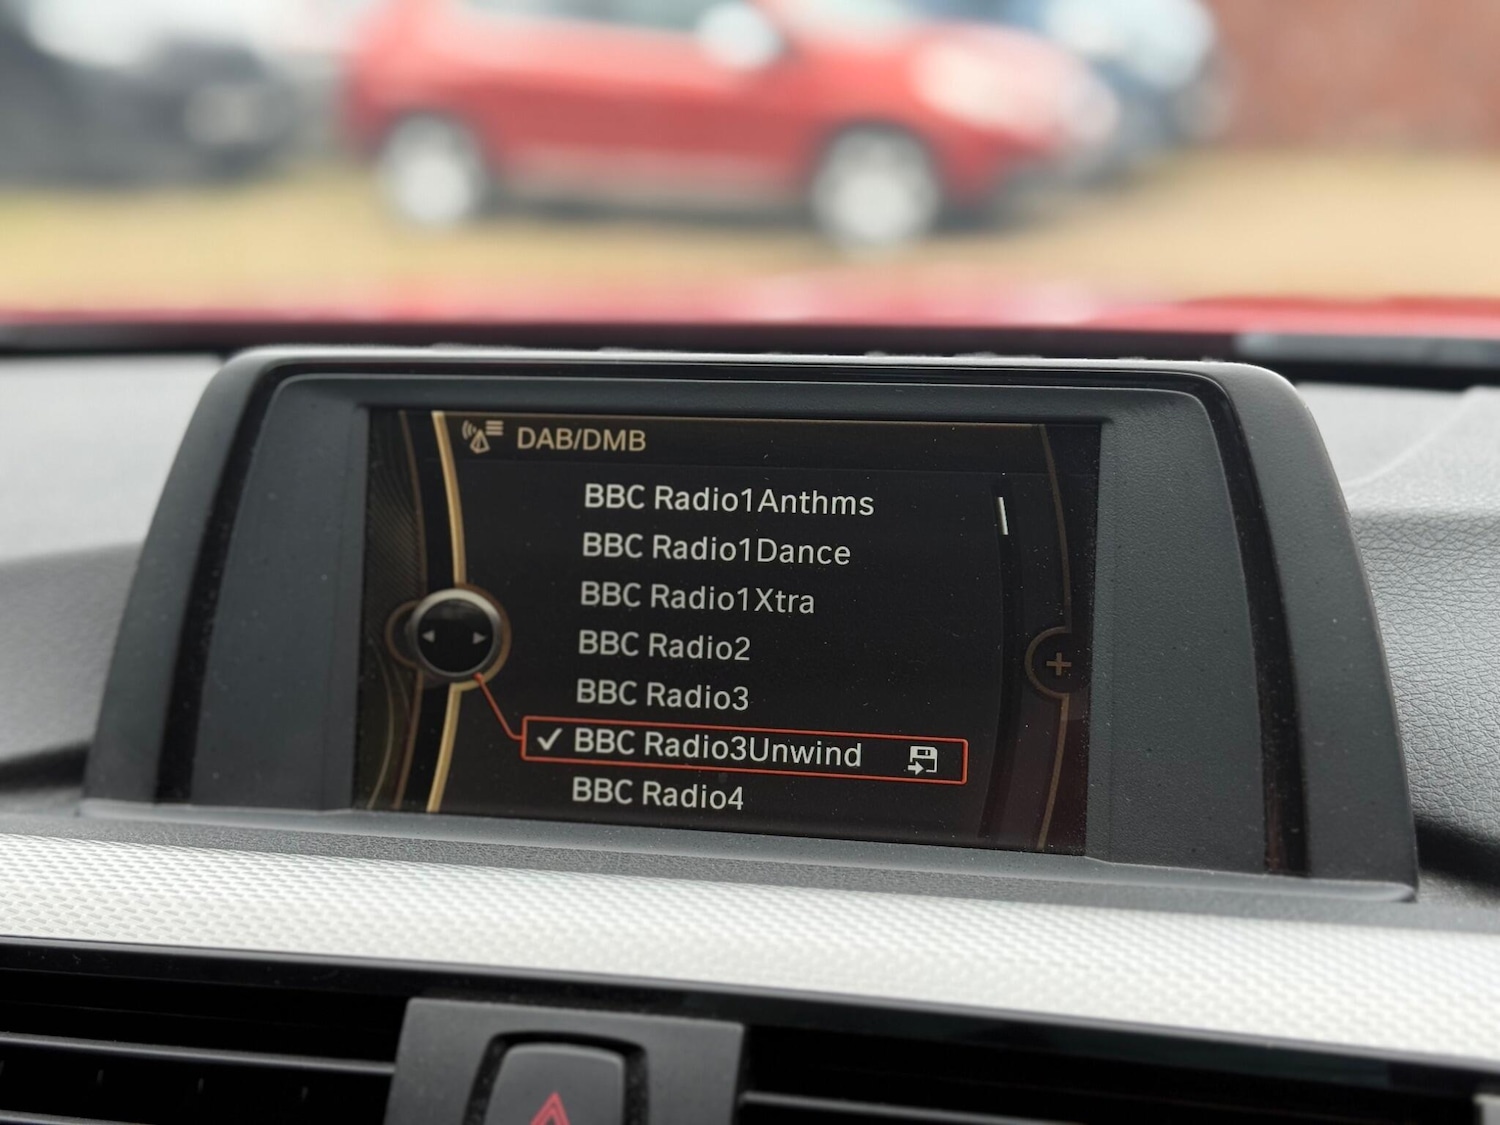 DAB/DMB
BBC Radio1Anthms
BBC Radio1Dance
BBC Radio1Xtra
BBC Radio2
BBC Radio3
BBC Radio3Unwind
BBC Radio4